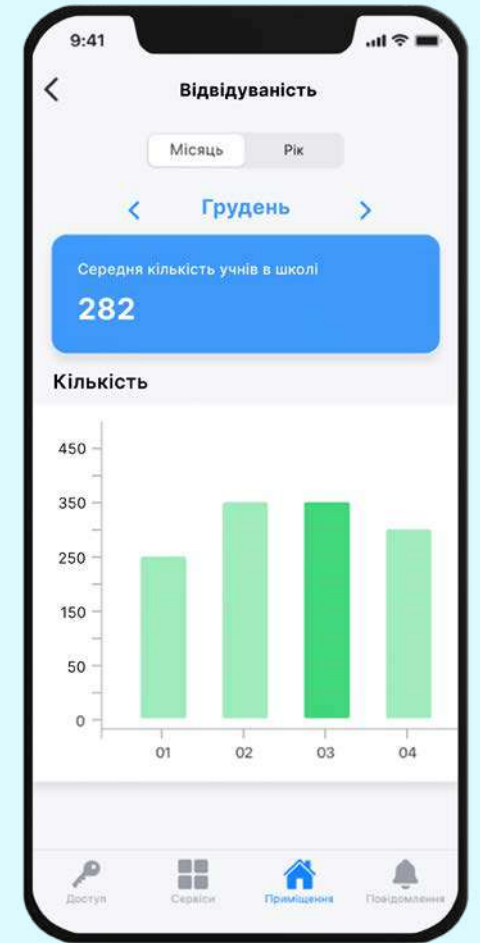 9:41
Відвідуваність
Місяць Рік
Грудень
Середня кількість учнів в школі
282
Кількість
450
350
250
150
50
0
01 02 03 04
Доступ Сервіси Приміщення Повідомлення